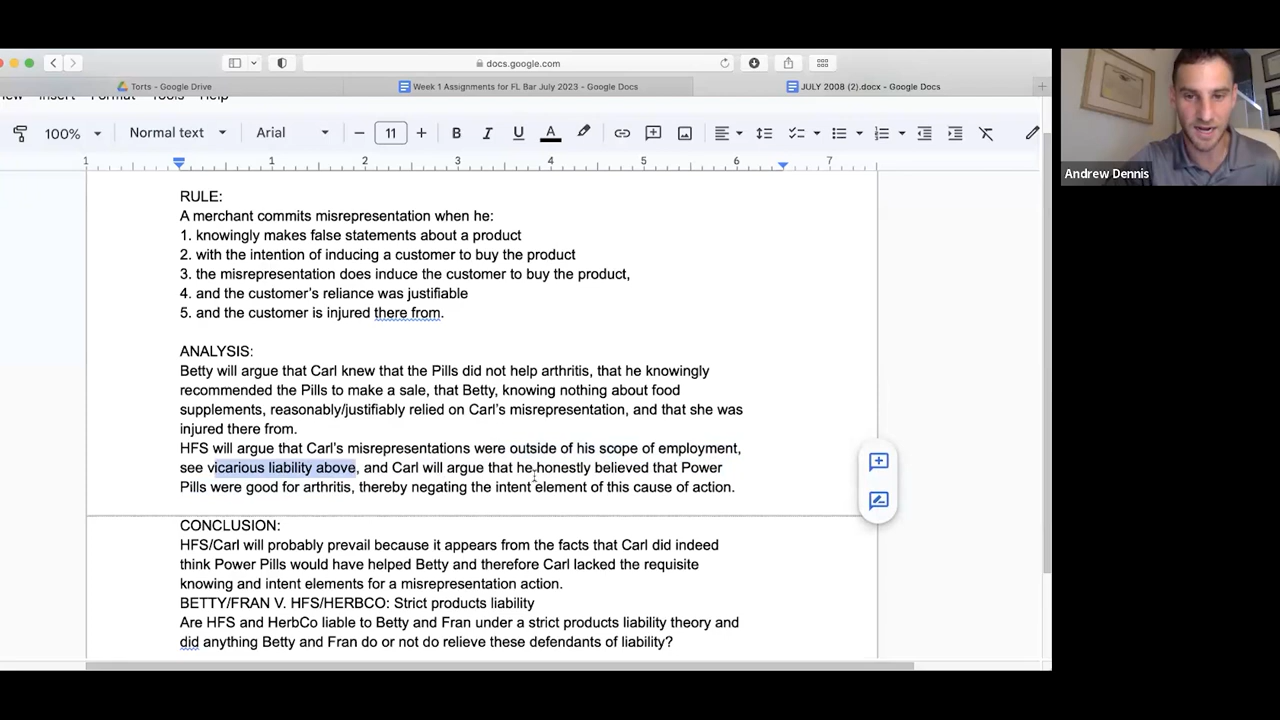 docs.google.com
Torts - Google Drive
Week 1 Assignments for FL Bar July 2023 - Google Docs
JULY 2008 (2).docx - Google Docs
Format
Tools
Help
100%
Normal text
Arial
11
B I U A
1 1 2 3 4 5 6 7
Andrew Dennis
RULE:
A merchant commits misrepresentation when he:
1. knowingly makes false statements about a product
2. with the intention of inducing a customer to buy the product
3. the misrepresentation does induce the customer to buy the product,
4. and the customer's reliance was justifiable
5. and the customer is injured there from.
ANALYSIS:
Betty will argue that Carl knew that the Pills did not help arthritis, that he knowingly
recommended the Pills to make a sale, that Betty, knowing nothing about food
supplements, reasonably/justifiably relied on Carl's misrepresentation, and that she was
injured there from.
HFS will argue that Carl's misrepresentations were outside of his scope of employment,
see vicarious liability above, and Carl will argue that he honestly believed that Power
Pills were good for arthritis, thereby negating the intent element of this cause of action.
CONCLUSION:
HFS/Carl will probably prevail because it appears from the facts that Carl did indeed
think Power Pills would have helped Betty and therefore Carl lacked the requisite
knowing and intent elements for a misrepresentation action.
BETTY/FRAN V. HFS/HERBCO: Strict products liability
Are HFS and HerbCo liable to Betty and Fran under a strict products liability theory and
did anything Betty and Fran do or not do relieve these defendants of liability?